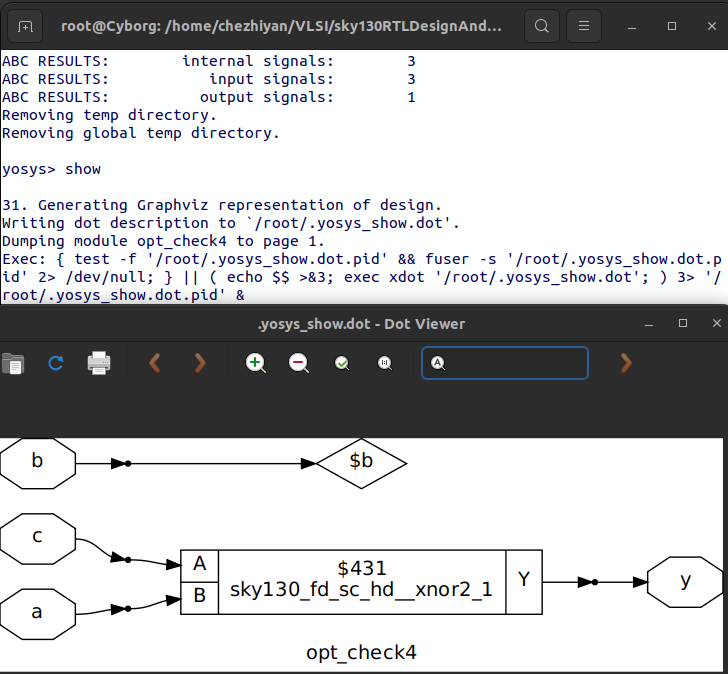 root@Cyborg: /home/chezhiyan/VLSI/sky130RTLDesignAnd...
ABC RESULTS:        internal signals:        3
ABC RESULTS:           input signals:        3
ABC RESULTS:          output signals:        1
Removing temp directory.
Removing global temp directory.
yosys> show
31. Generating Graphviz representation of design.
Writing dot description to `/root/.yosys_show.dot'.
Dumping module opt_check4 to page 1.
Exec: { test -f '/root/.yosys_show.dot.pid' && fuser -s '/root/.yosys_show.dot.p
id' 2> /dev/null; } || ( echo $$ >&3; exec xdot '/root/.yosys_show.dot'; ) 3> '/
root/.yosys_show.dot.pid' &
.yosys_show.dot - Dot Viewer
b
$b
c
A
$431
sky130_fd_sc_hd__xnor2_1
B
Y
y
a
opt_check4